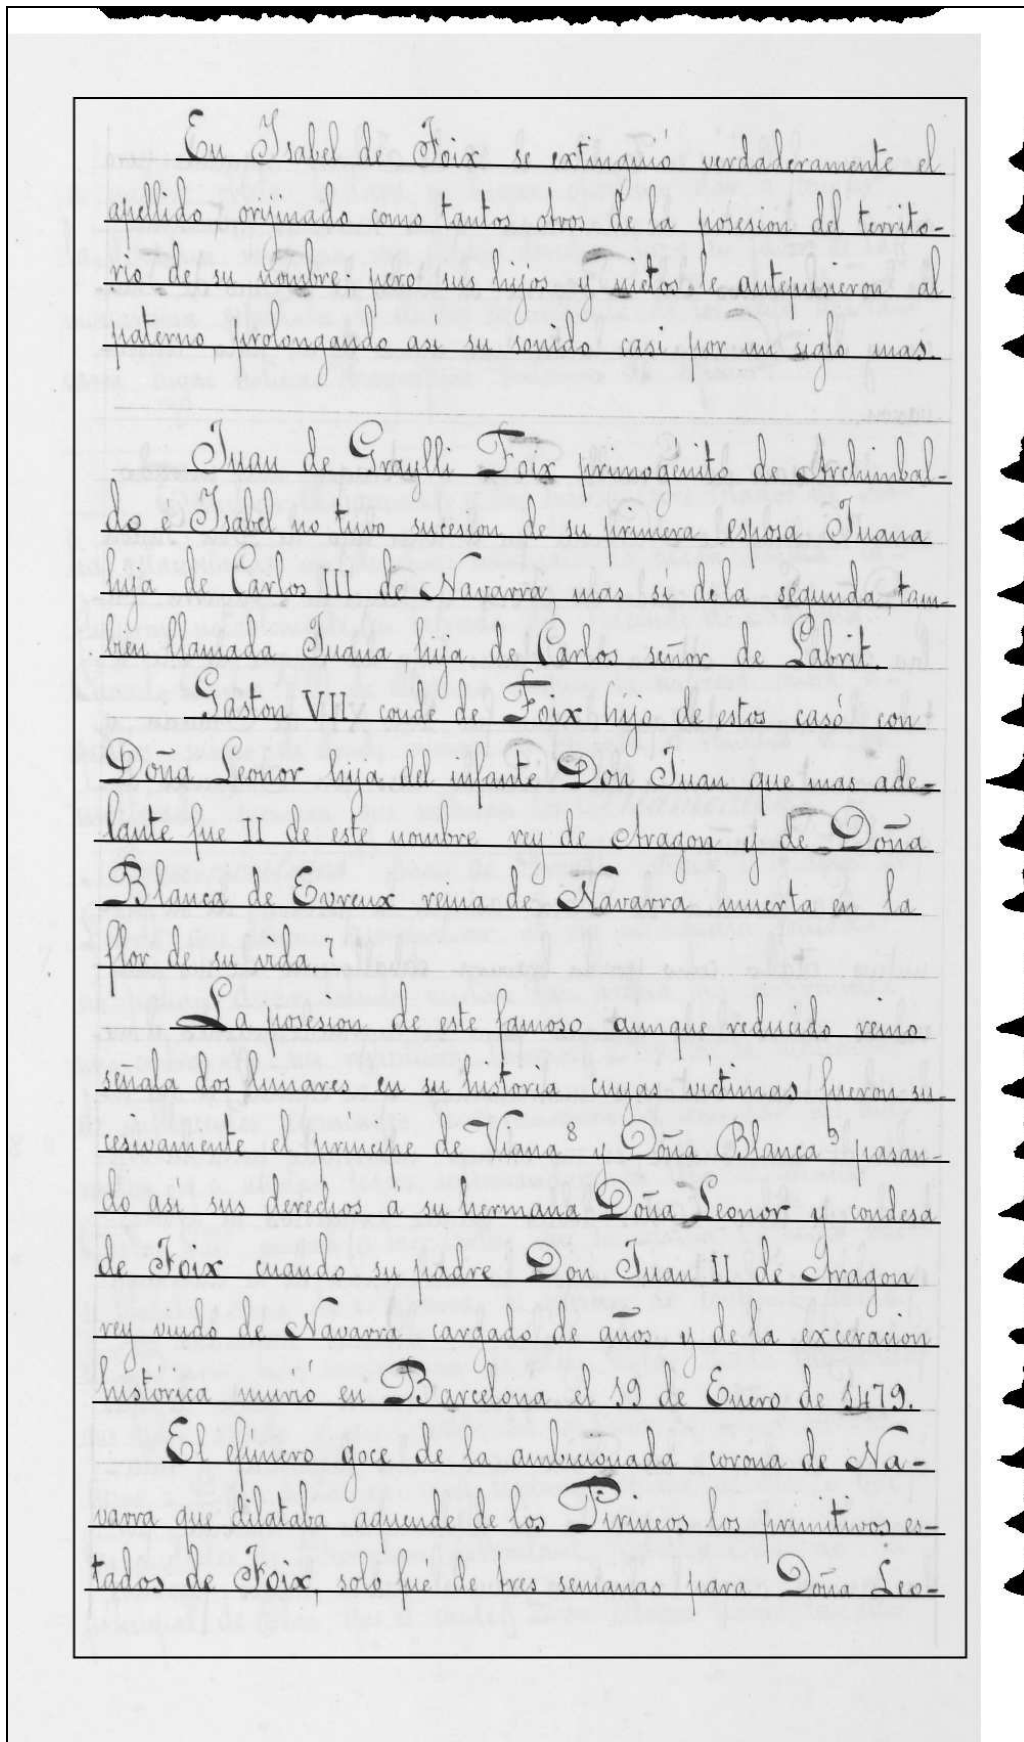 En Isabel de Foix se extinguió verdaderamente el
apellido, orijinado como tantos otros de la posesion del territo-
rio de su nombre; pero sus hijos y nietos le antepusieron al
paterno, prolongando así su sonido casi por un siglo mas.
Juan de Graylli Foix primogénito de Archimbal-
do é Isabel no tuvo sucesion de su primera esposa Juana
hija de Carlos III de Navarra, mas si de la segunda, tam-
bien llamada Juana, hija de Carlos señor de Labrit.
Gaston VII conde de Foix hijo de estos casó con
Doña Leonor hija del infante Don Juan que mas ade-
lante fue II de este nombre rey de Aragon y de Doña
Blanca de Evreux reina de Navarra muerta en la
flor de su vida.7
La posesion de este famoso aunque reducido reino
señala dos lunares en su historia cuyas víctimas fueron su-
cesivamente el príncipe de Viana 8 y Doña Blanca 9 pasan-
do así sus derechos á su hermana Doña Leonor y condesa
de Foix cuando su padre Don Juan II de Aragon
rey viudo de Navarra cargado de años y de la exceracion
histórica murió en Barcelona el 19 de Enero de 1479.
El efímero goce de la ambicionada corona de Na-
varra que dilataba aquende de los Pirineos los primitivos es-
tados de Foix, solo fué de tres semanas para Doña Leo-